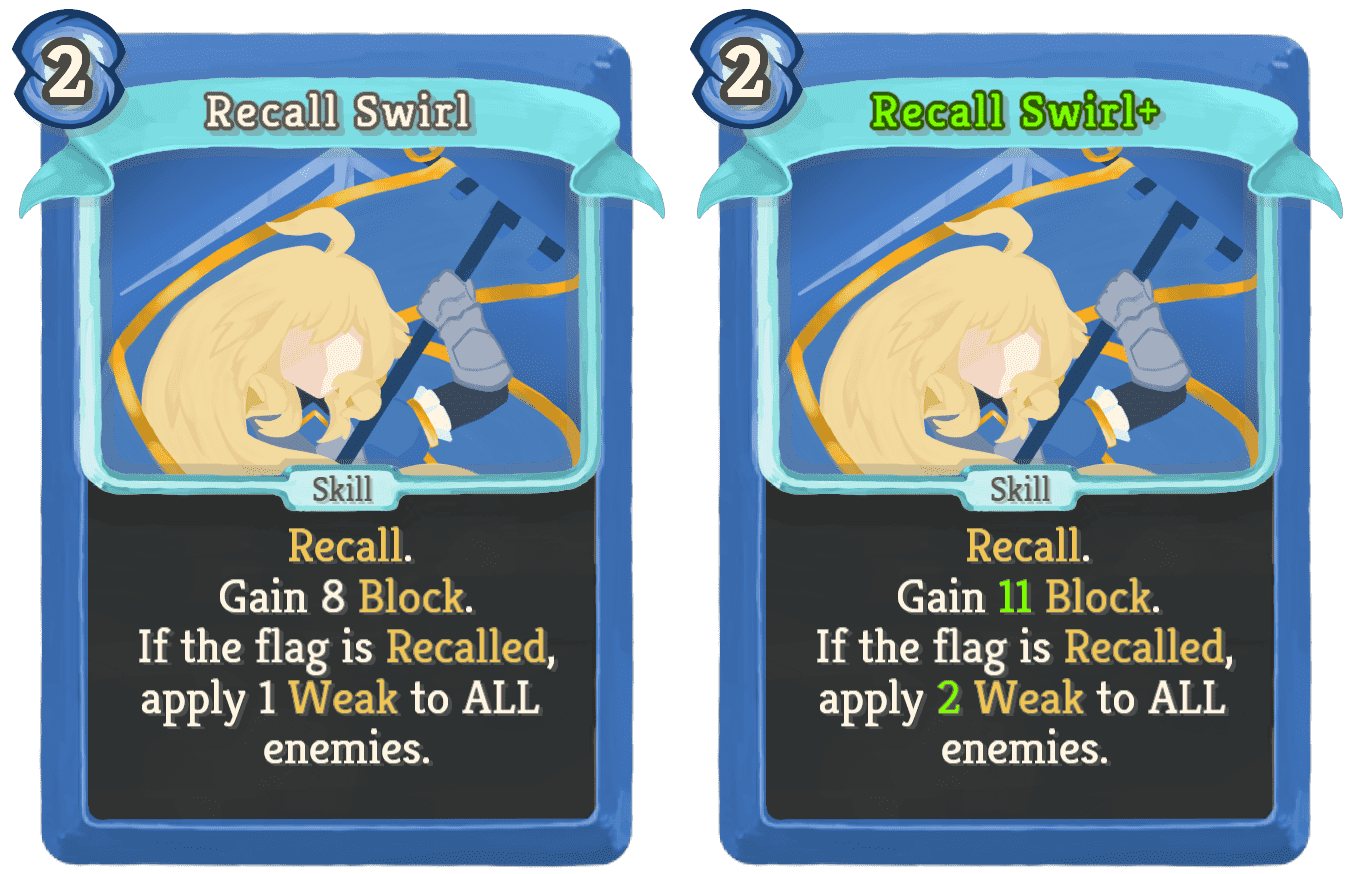 2
Recall Swirl
Skill
Recall.
Gain 8 Block.
If the flag is Recalled,
apply 1 Weak to ALL
enemies.
2
Recall Swirl+
Skill
Recall.
Gain 11 Block.
If the flag is Recalled,
apply 2 Weak to ALL
enemies.